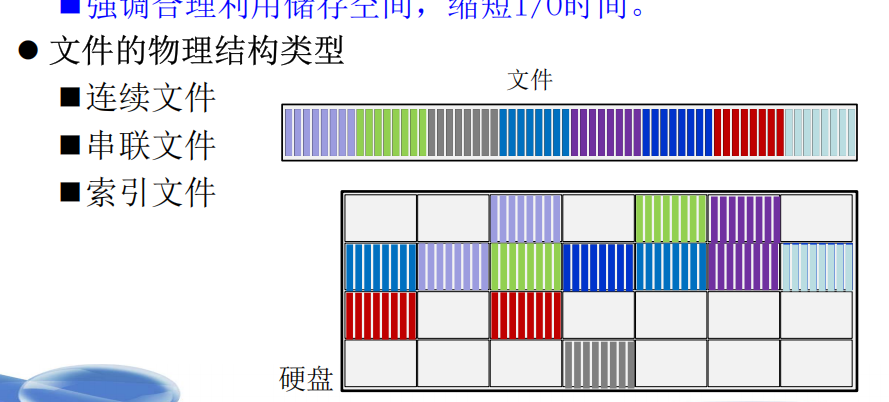 ■强调合理利用储存空间，缩短I/O时间。
● 文件的物理结构类型
■连续文件
■串联文件
■索引文件
文件
硬盘